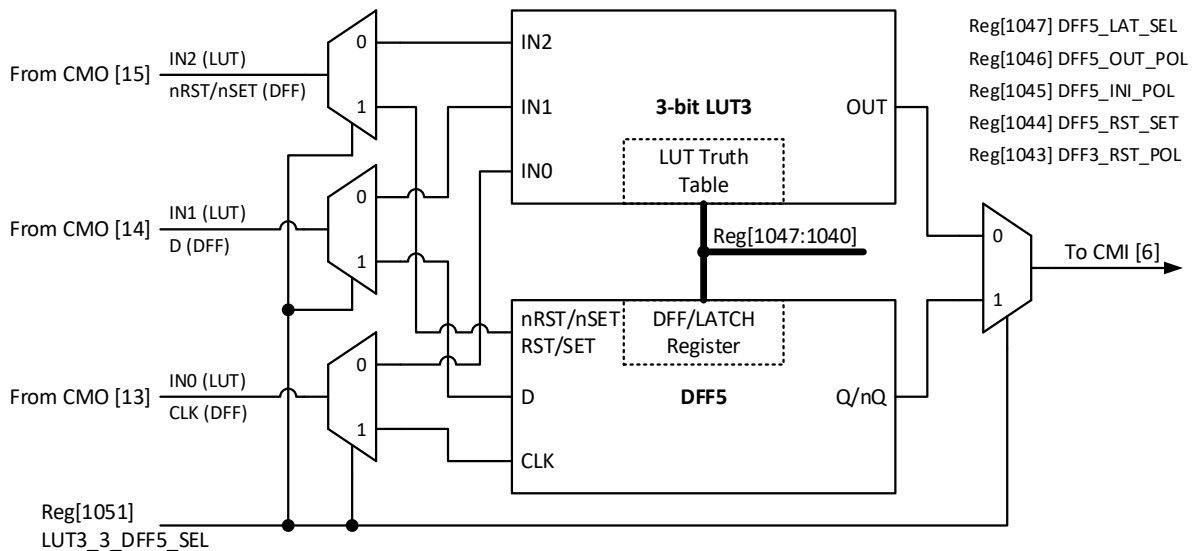 From CMO [15]
IN2 (LUT)
nRST/nSET (DFF)
0
1
From CMO [14]
IN1 (LUT)
D (DFF)
0
1
From CMO [13]
IN0 (LUT)
CLK (DFF)
0
1
Reg[1051]
LUT3_3_DFF5_SEL
IN2
IN1
IN0
3-bit LUT3
OUT
LUT Truth
Table
Reg[1047:1040]
nRST/nSET
RST/SET
D
CLK
DFF/LATCH
Register
DFF5
Q/nQ
0
1
To CMI [6]
Reg[1047] DFF5_LAT_SEL
Reg[1046] DFF5_OUT_POL
Reg[1045] DFF5_INI_POL
Reg[1044] DFF5_RST_SET
Reg[1043] DFF3_RST_POL